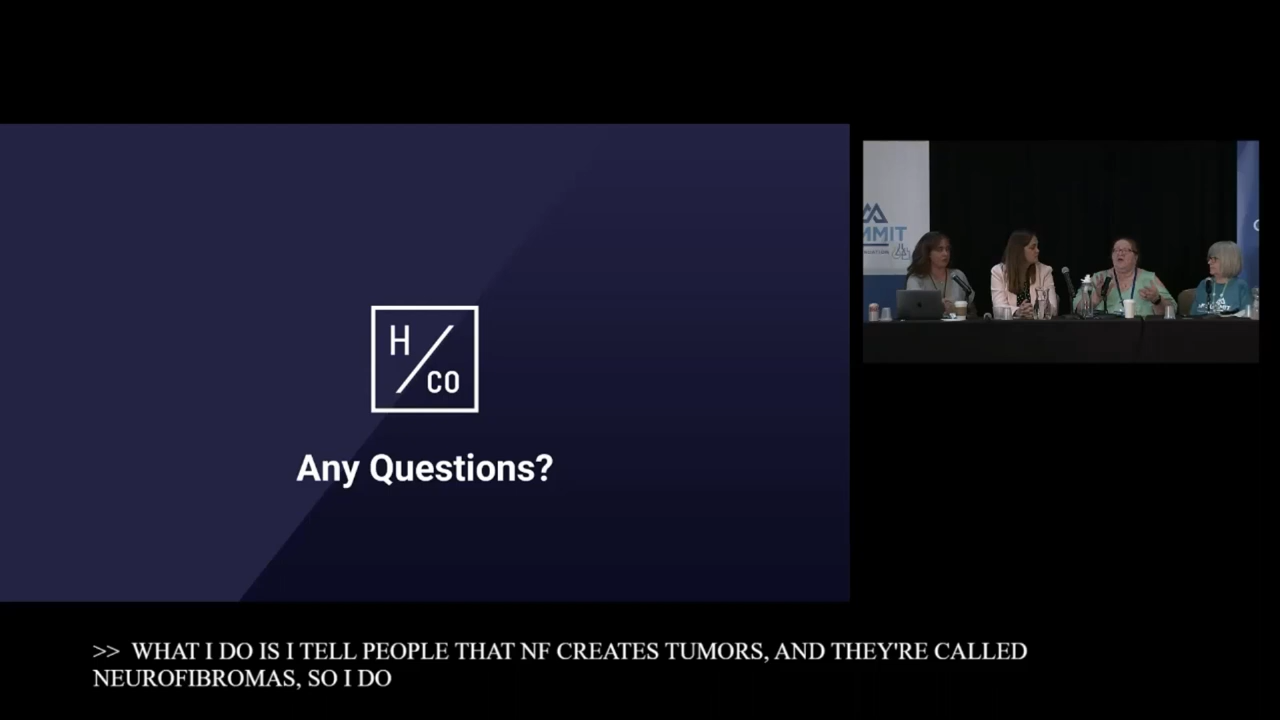 H
CO
Any Questions?
MMIT
>> WHAT I DO IS I TELL PEOPLE THAT NF CREATES TUMORS, AND THEY'RE CALLED
NEUROFIBROMAS, SO I DO